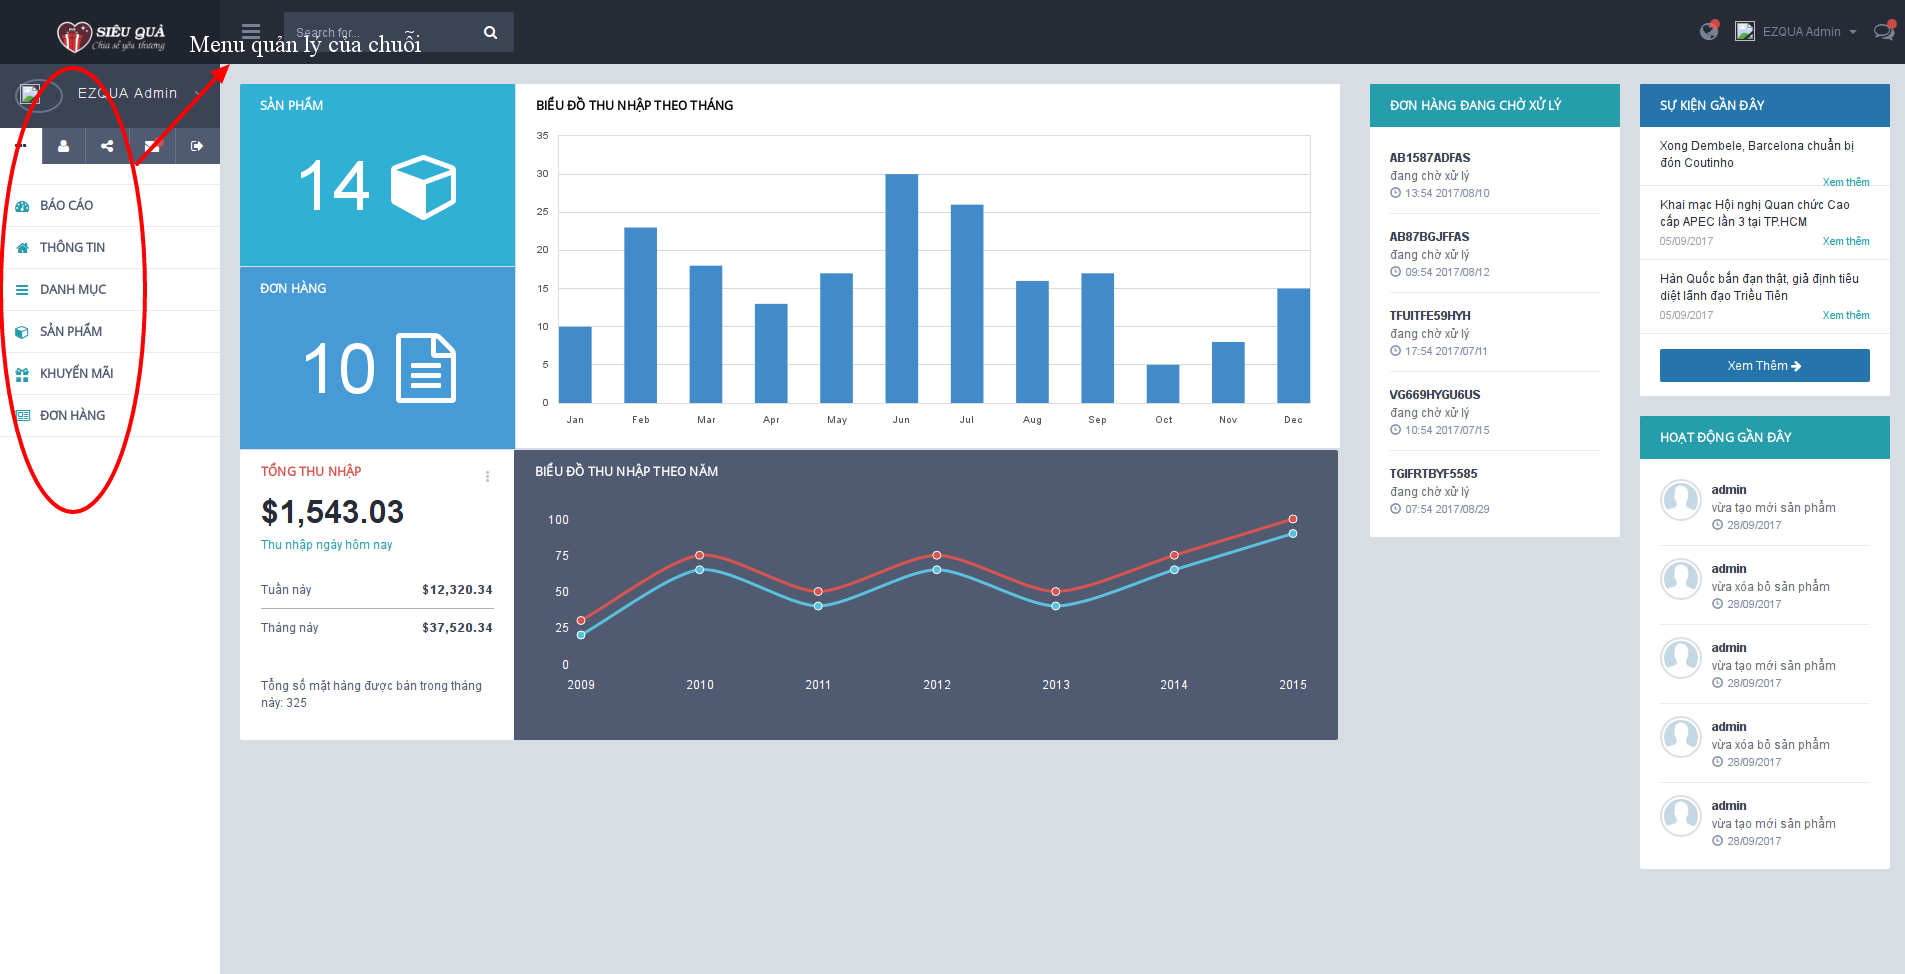 SIÊU QUÀ
Chia sẻ yêu thương
Search for...
Menu quản lý của chuỗi
EZQUA Admin
EZQUA Admin
BÁO CÁO
THÔNG TIN
DANH MỤC
SẢN PHẨM
KHUYẾN MÃI
ĐƠN HÀNG
SẢN PHẨM
14
ĐƠN HÀNG
10
BIỂU ĐỒ THU NHẬP THEO THÁNG
35
30
25
20
15
10
5
0
Jan Feb Mar Apr May Jun Jul Aug Sep Oct Nov Dec
TỔNG THU NHẬP
$1,543.03
Thu nhập ngày hôm nay
Tuần này $12,320.34
Tháng này $37,520.34
Tổng số mặt hàng được bán trong tháng
này: 325
BIỂU ĐỒ THU NHẬP THEO NĂM
100
75
50
25
0
2009 2010 2011 2012 2013 2014 2015
ĐƠN HÀNG ĐANG CHỜ XỬ LÝ
AB1587ADFAS
đang chờ xử lý
13:54 2017/08/10
AB87BGJFFAS
đang chờ xử lý
09:54 2017/08/12
TFUITFE59HYH
đang chờ xử lý
17:54 2017/07/11
VG669HYGU6US
đang chờ xử lý
10:54 2017/07/15
TGIFRTBYF5585
đang chờ xử lý
07:54 2017/08/29
SỰ KIỆN GẦN ĐÂY
Xong Dembele, Barcelona chuẩn bị
đón Coutinho
Xem thêm
Khai mạc Hội nghị Quan chức Cao
cấp APEC lần 3 tại TP.HCM
05/09/2017 Xem thêm
Hàn Quốc bắn đạn thật, giả định tiêu
diệt lãnh đạo Triều Tiên
05/09/2017 Xem thêm
Xem Thêm
HOẠT ĐỘNG GẦN ĐÂY
admin
vừa tạo mới sản phẩm
28/09/2017
admin
vừa xóa bỏ sản phẩm
28/09/2017
admin
vừa tạo mới sản phẩm
28/09/2017
admin
vừa xóa bỏ sản phẩm
28/09/2017
admin
vừa tạo mới sản phẩm
28/09/2017